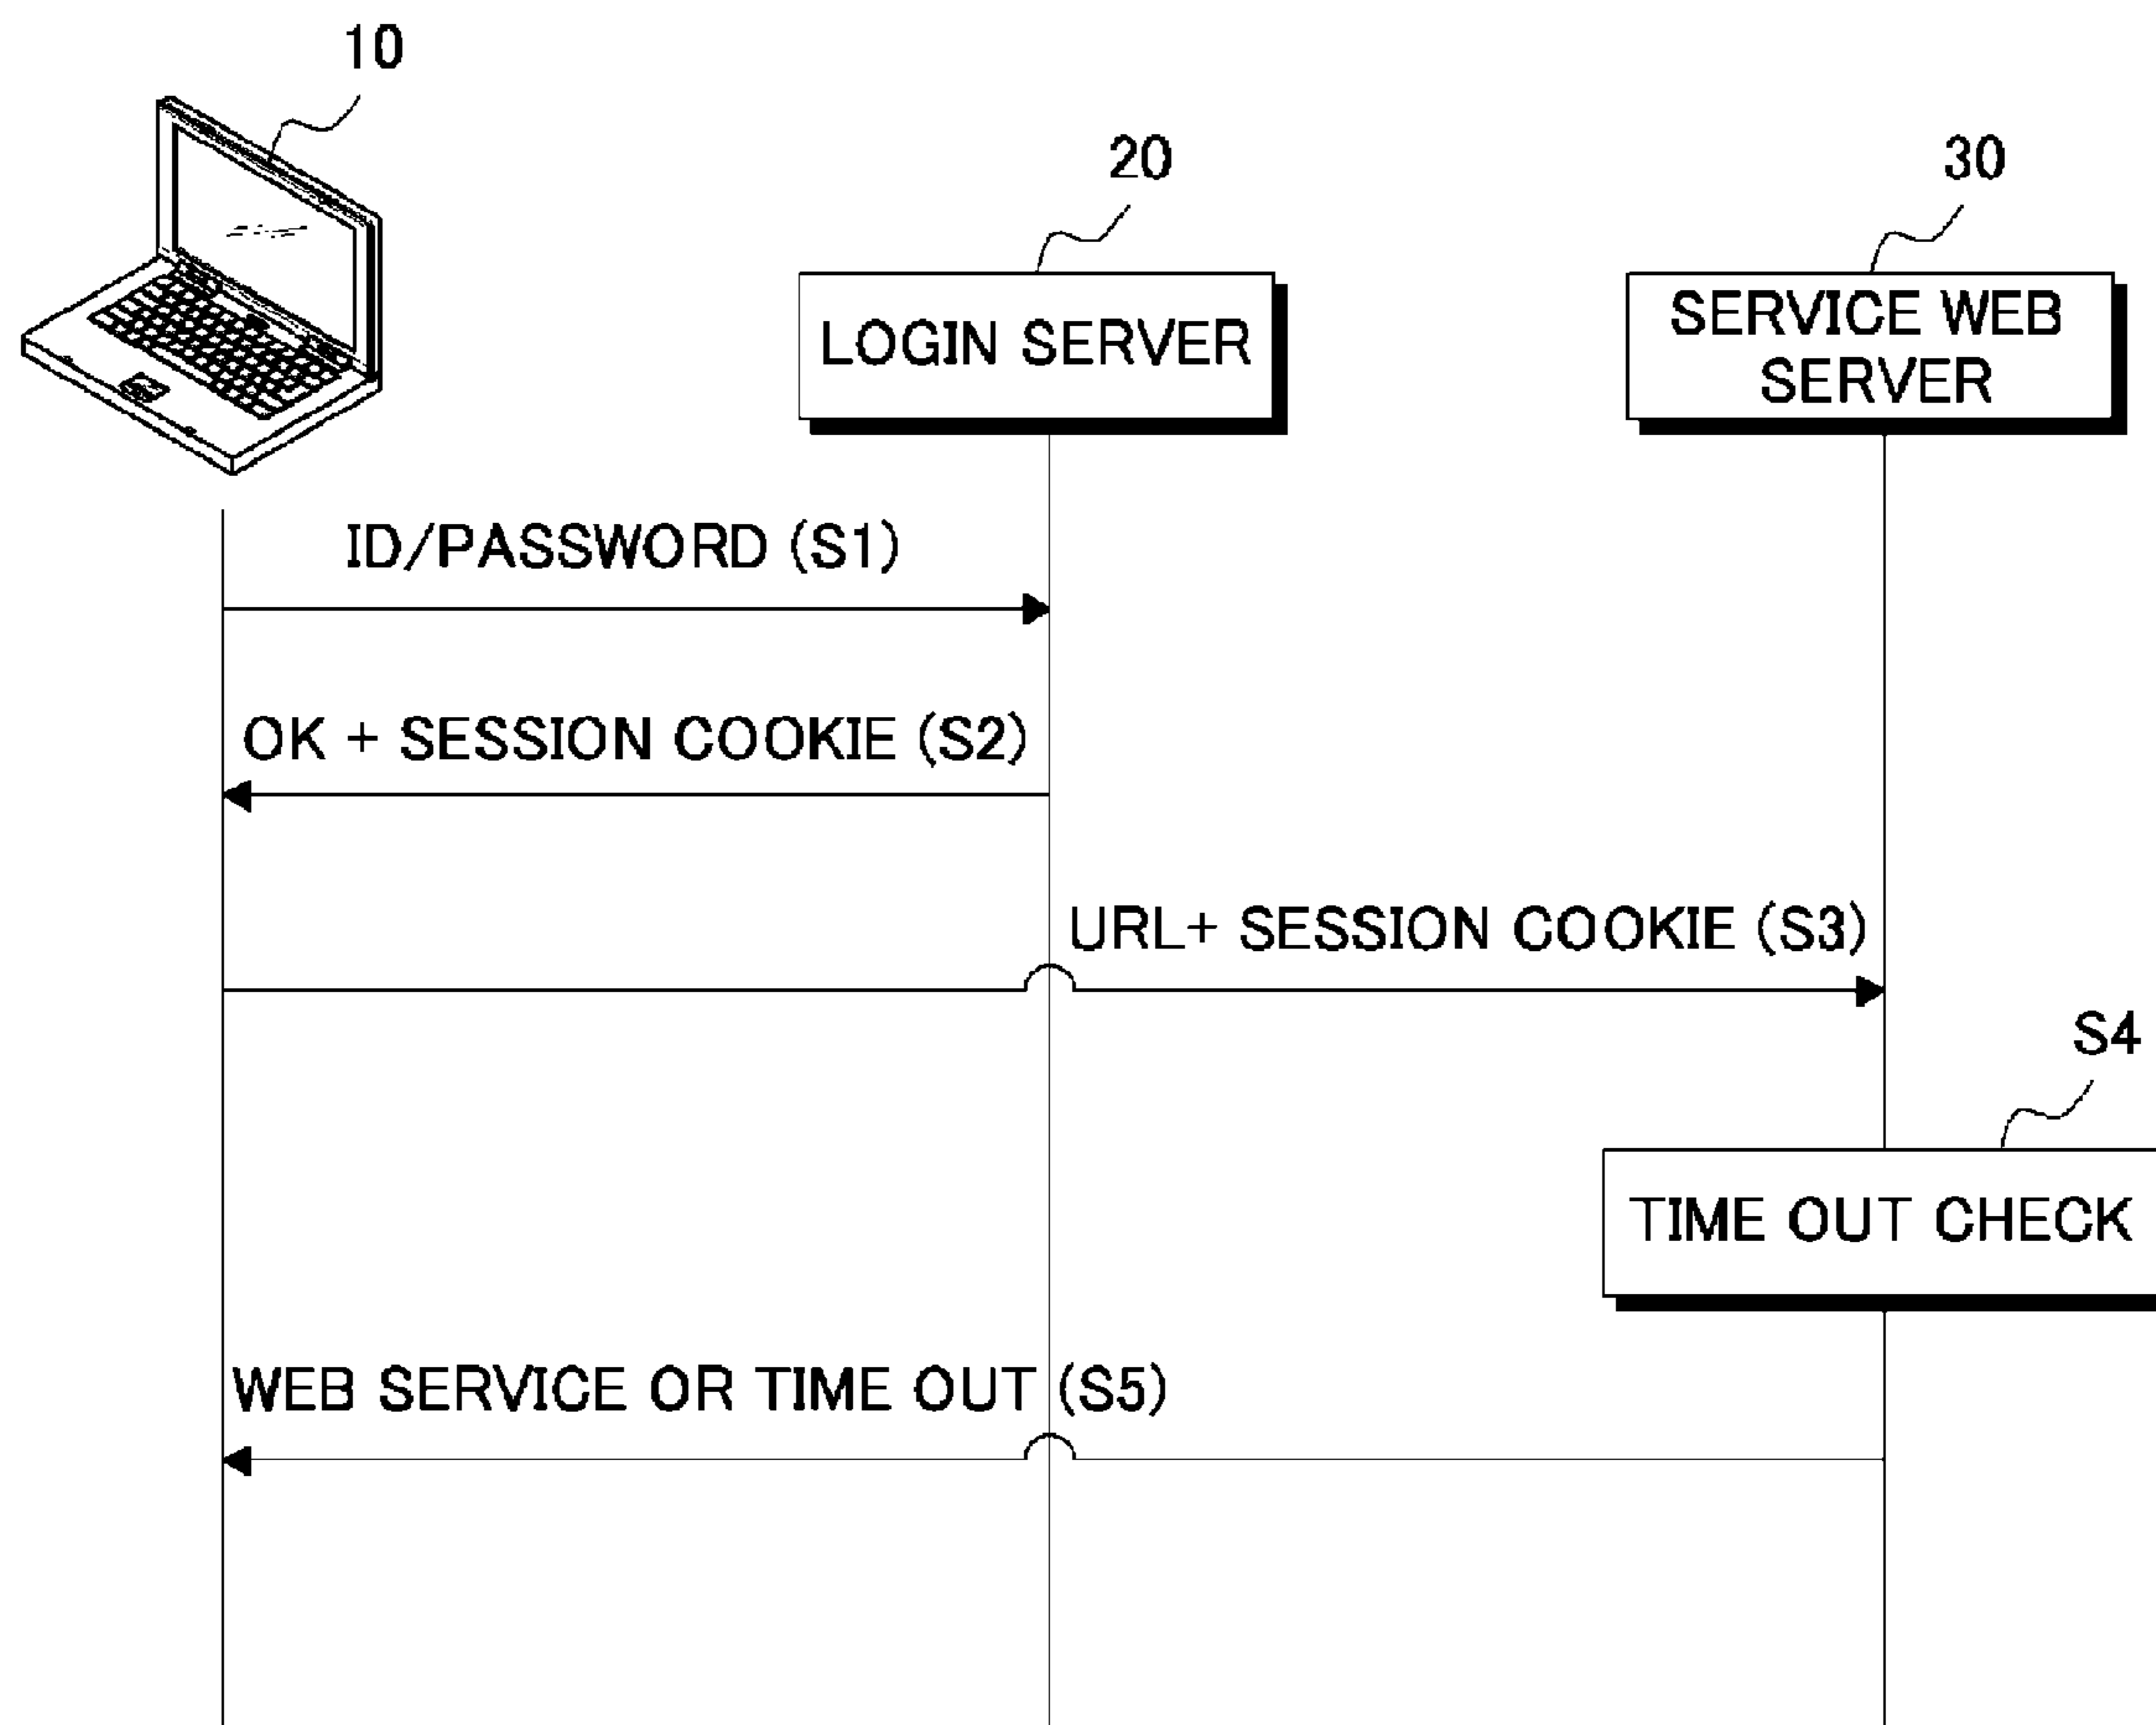 10
20
30
LOGIN SERVER
SERVICE WEB
SERVER
ID/PASSWORD (S1)
OK + SESSION COOKIE (S2)
URL+ SESSION COOKIE (S3)
S4
TIME OUT CHECK
WEB SERVICE OR TIME OUT (S5)